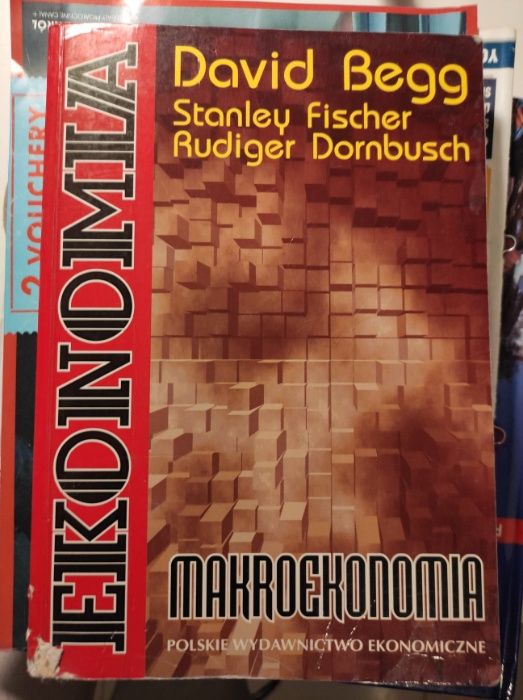 David Begg
Stanley Fischer
Rudiger Dornbusch
EKONOMIA
MAKROEKONOMIA
POLSKIE WYDAWNICTWO EKONOMICZNE
2 VOUCHERY